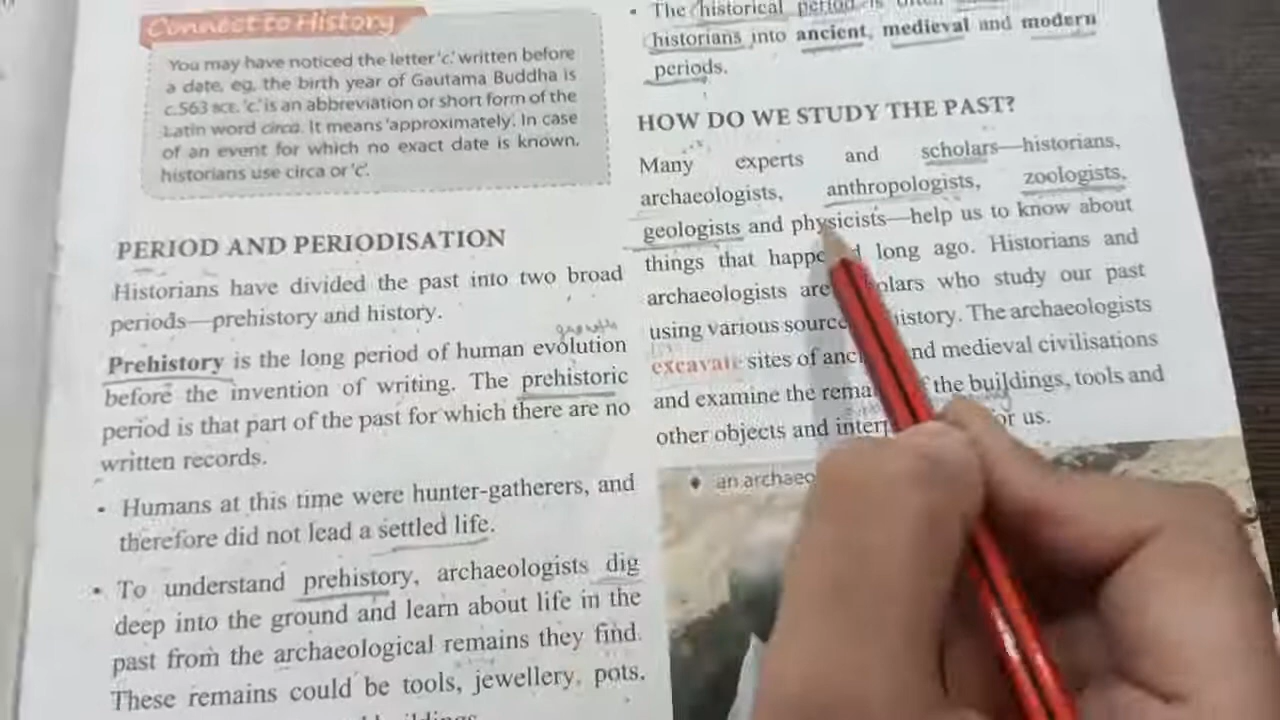 Connect to History
You may have noticed the letter 'c.' written before
a date, eg. the birth year of Gautama Buddha is
c.563 BCE. 'c.' is an abbreviation or short form of the
Latin word circa. It means 'approximately'. In case
of an event for which no exact date is known,
historians use circa or 'c'.
PERIOD AND PERIODISATION
Historians have divided the past into two broad
periods—prehistory and history.
growth
Prehistory is the long period of human evolution
before the invention of writing. The prehistoric
period is that part of the past for which there are no
written records.
• Humans at this time were hunter-gatherers, and
therefore did not lead a settled life.
• To understand prehistory, archaeologists dig
deep into the ground and learn about life in the
past from the archaeological remains they find.
These remains could be tools, jewellery, pots,
• The historical period is often
historians into ancient, medieval and modern
periods.
HOW DO WE STUDY THE PAST?
Many experts and scholars—historians,
archaeologists, anthropologists, zoologists,
geologists and physicists—help us to know about
things that long ago. Historians and
archaeologists are who study our past
using various The archaeologists
excavate sites of and medieval civilisations
and examine the the buildings, tools and
other objects and us.
an